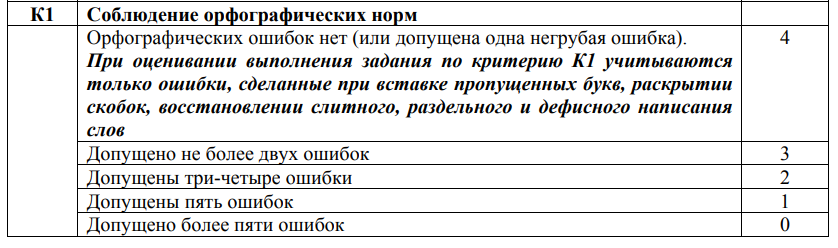 К1 Соблюдение орфографических норм
Орфографических ошибок нет (или допущена одна негрубая ошибка). 4
При оценивании выполнения задания по критерию К1 учитываются
только ошибки, сделанные при вставке пропущенных букв, раскрытии
скобок, восстановлении слитного, раздельного и дефисного написания
слов
Допущено не более двух ошибок 3
Допущены три-четыре ошибки 2
Допущены пять ошибок 1
Допущено более пяти ошибок 0